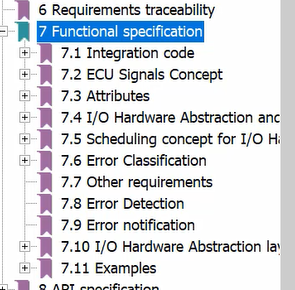 6 Requirements traceability
7 Functional specification
7.1 Integration code
7.2 ECU Signals Concept
7.3 Attributes
7.4 I/O Hardware Abstraction and
7.5 Scheduling concept for I/O Ha
7.6 Error Classification
7.7 Other requirements
7.8 Error Detection
7.9 Error notification
7.10 I/O Hardware Abstraction lay
7.11 Examples
8 API specification